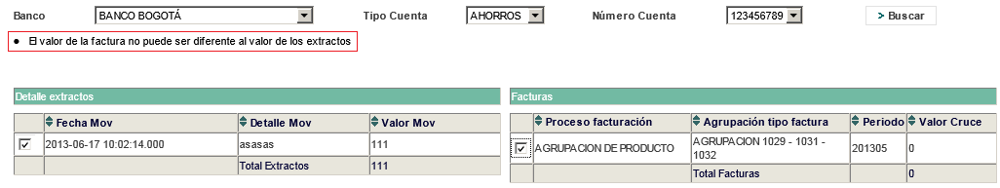 Banco BANCO BOGOTÁ Tipo Cuenta AHORROS Número Cuenta 123456789 > Buscar
• El valor de la factura no puede ser diferente al valor de los extractos
Detalle extractos
Fecha Mov Detalle Mov Valor Mov
2013-06-17 10:02:14.000 asasas 111
Total Extractos 111
Facturas
Proceso facturación Agrupación tipo factura Periodo Valor Cruce
AGRUPACION DE PRODUCTO AGRUPACION 1029 - 1031 - 201305 0
1032
Total Facturas 0